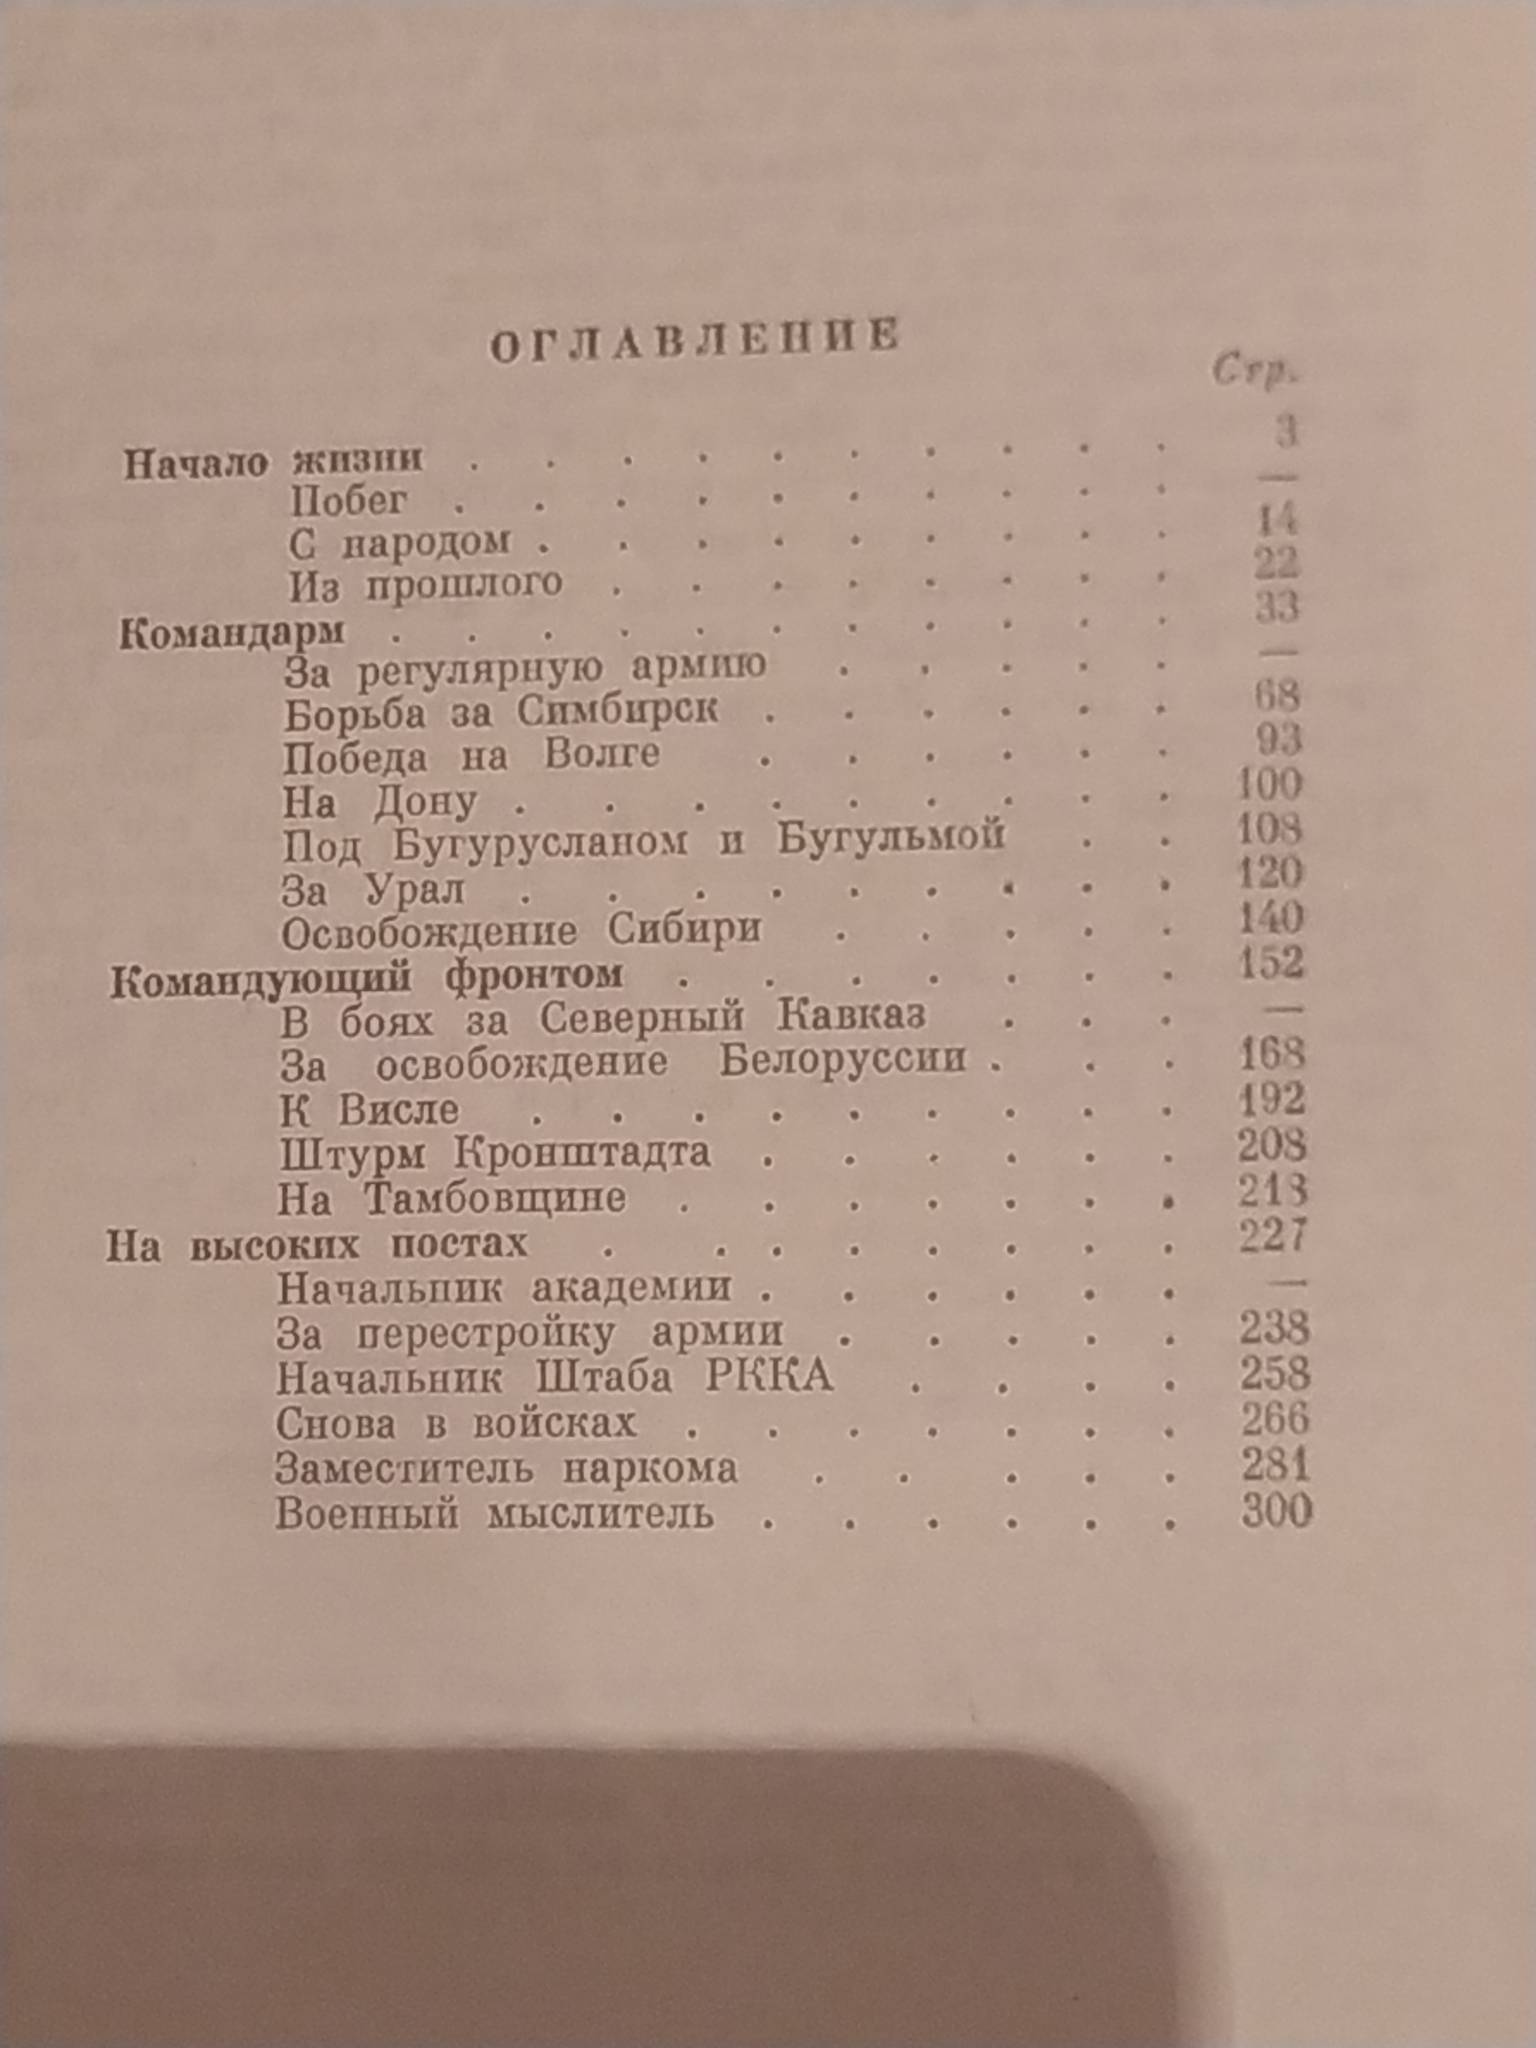 ОГЛАВЛЕНИЕ
Стр.
Начало жизни . . . . . . . . . . 3
Побег . . . . . . . . . . —
С народом . . . . . . . . . 14
Из прошлого . . . . . . . . 22
Командарм . . . . . . . . . . . 33
За регулярную армию . . . . . —
Борьба за Симбирск . . . . . . 68
Победа на Волге . . . . . . 93
На Дону . . . . . . . . . 100
Под Бугурусланом и Бугульмой . . 108
За Урал . . . . . . . . . 120
Освобождение Сибири . . . . . 140
Командующий фронтом . . . . . . . 152
В боях за Северный Кавказ . . . —
За освобождение Белоруссии . . . 168
К Висле . . . . . . . . . 192
Штурм Кронштадта . . . . . . 208
На Тамбовщине . . . . . . . 218
На высоких постах . . . . . . . . 227
Начальник академии . . . . . . —
За перестройку армии . . . . . 238
Начальник Штаба РККА . . . . 258
Снова в войсках . . . . . . . 266
Заместитель наркома . . . . . 281
Военный мыслитель . . . . . . 300